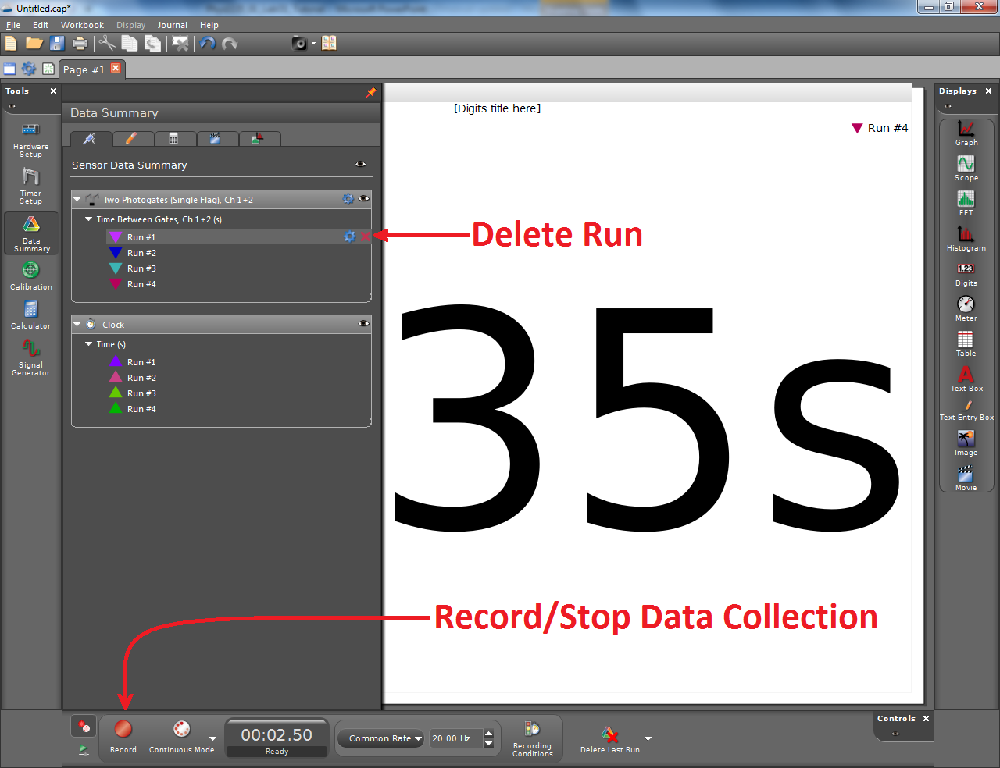 Untitled.cap*
File Edit Workbook Display Journal Help
Page #1
Tools
Hardware
Setup
Timer
Setup
Data
Summary
Calibration
Calculator
Signal
Generator
Data Summary
Sensor Data Summary
Two Photogates (Single Flag), Ch 1+2
Time Between Gates, Ch 1+2 (s)
Run #1
Run #2
Run #3
Run #4
Clock
Time (s)
Run #1
Run #2
Run #3
Run #4
[Digits title here]
Run #4
Delete Run
35s
Record/Stop Data Collection
Displays
Graph
Scope
FFT
Histogram
1.23
Digits
Meter
Table
A
Text Box
Text Entry Box
Image
Movie
Record
Continuous Mode
00:02.50
Ready
Common Rate
20.00 Hz
Recording
Conditions
Delete Last Run
Controls